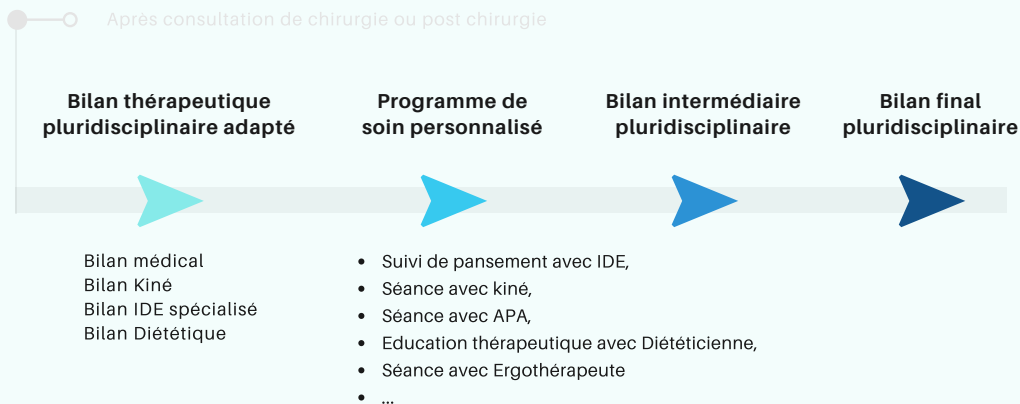 Après consultation de chirurgie ou post chirurgie
Bilan thérapeutique
pluridisciplinaire adapté
Programme de
soin personnalisé
Bilan intermédiaire
pluridisciplinaire
Bilan final
pluridisciplinaire
Bilan médical
Bilan Kiné
Bilan IDE spécialisé
Bilan Diététique
• Suivi de pansement avec IDE,
• Séance avec kiné,
• Séance avec APA,
• Education thérapeutique avec Diététicienne,
• Séance avec Ergothérapeute
• ...